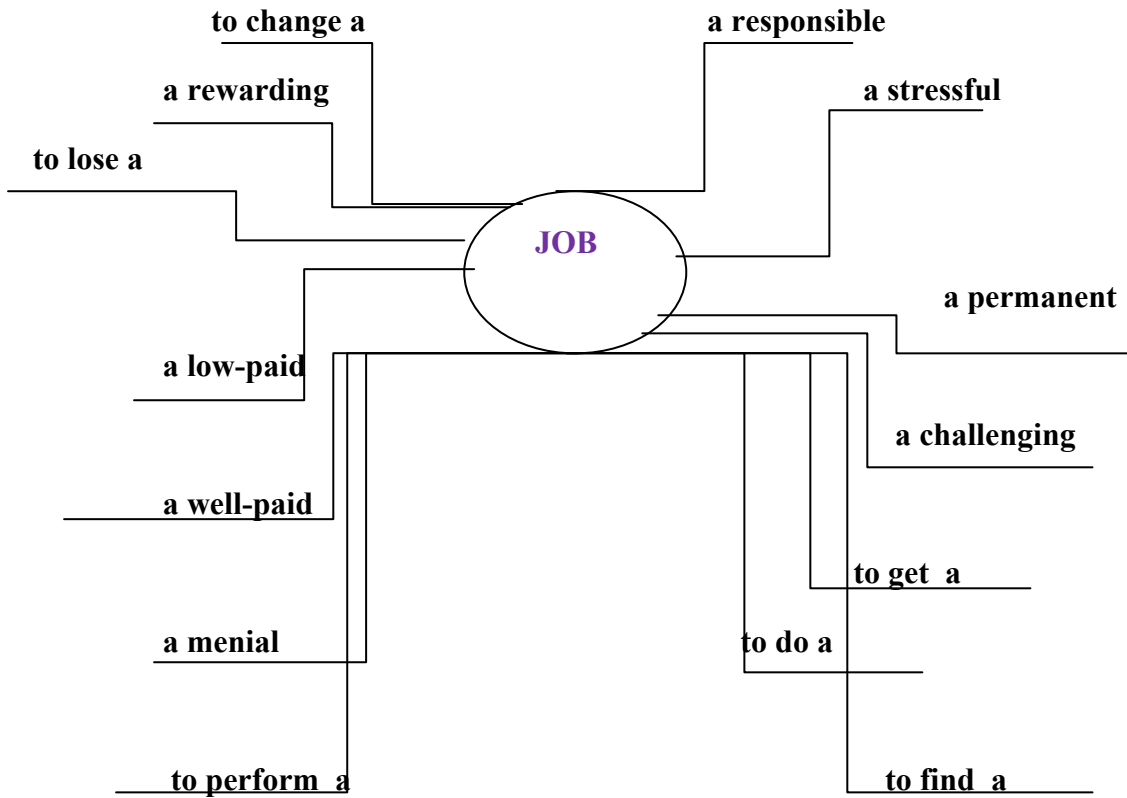 to change a
a responsible
a rewarding
a stressful
to lose a
JOB
a permanent
a low-paid
a challenging
a well-paid
to get a
a menial
to do a
to perform a
to find a